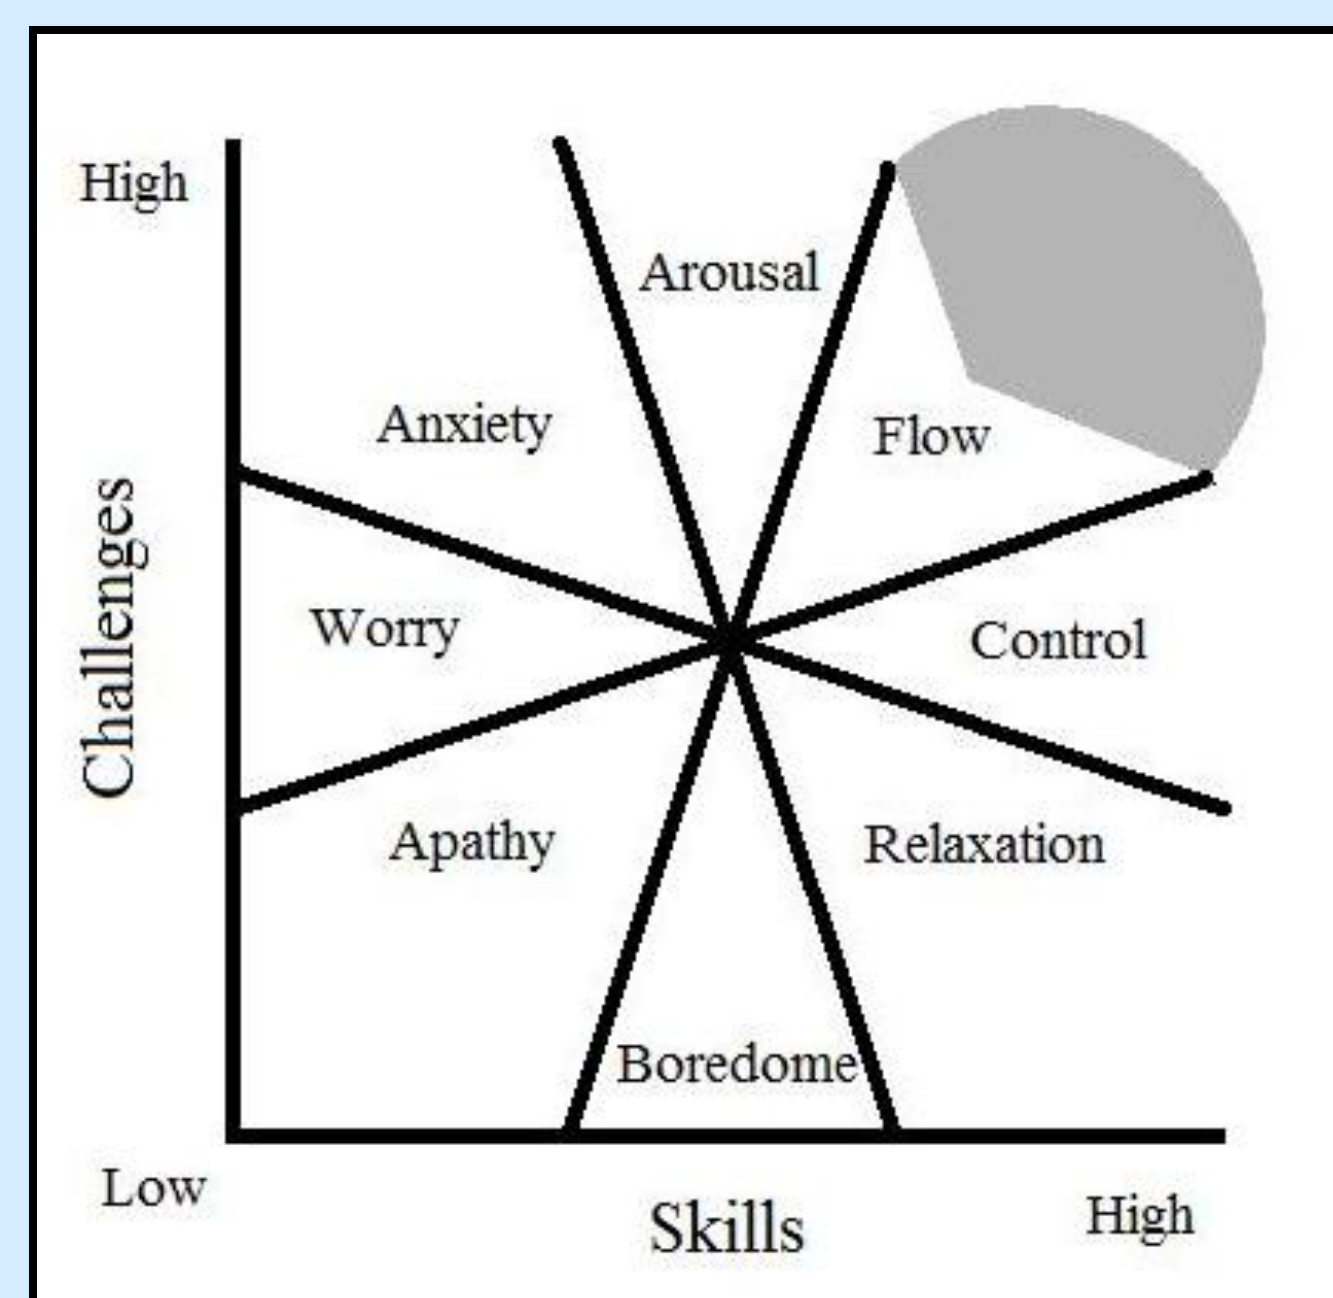 High
Arousal
Anxiety
Flow
Challenges
Worry
Control
Apathy
Relaxation
Boredome
Low
Skills
High